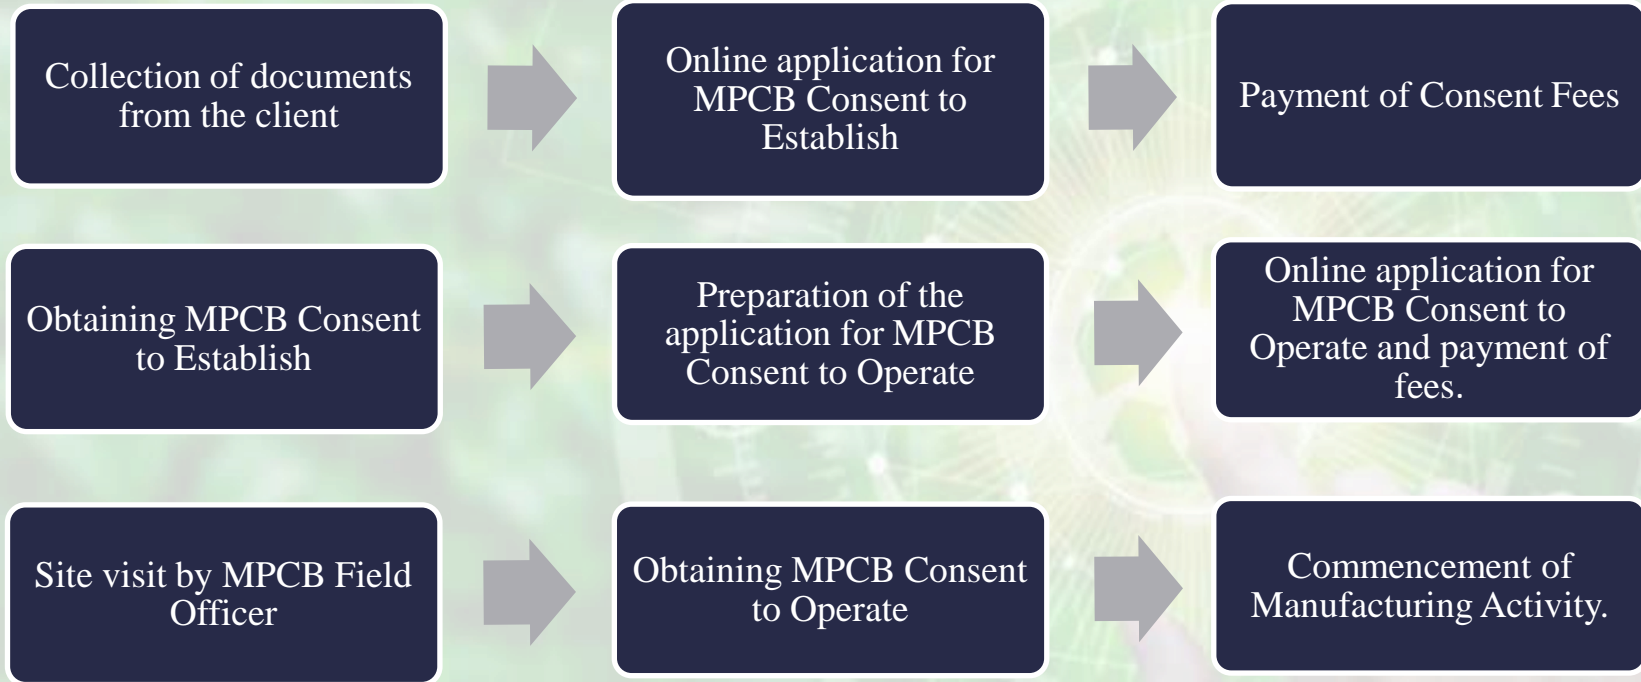 Collection of documents
from the client
Online application for
MPCB Consent to
Establish
Payment of Consent Fees
Obtaining MPCB Consent
to Establish
Preparation of the
application for MPCB
Consent to Operate
Online application for
MPCB Consent to
Operate and payment of
fees.
Site visit by MPCB Field
Officer
Obtaining MPCB Consent
to Operate
Commencement of
Manufacturing Activity.